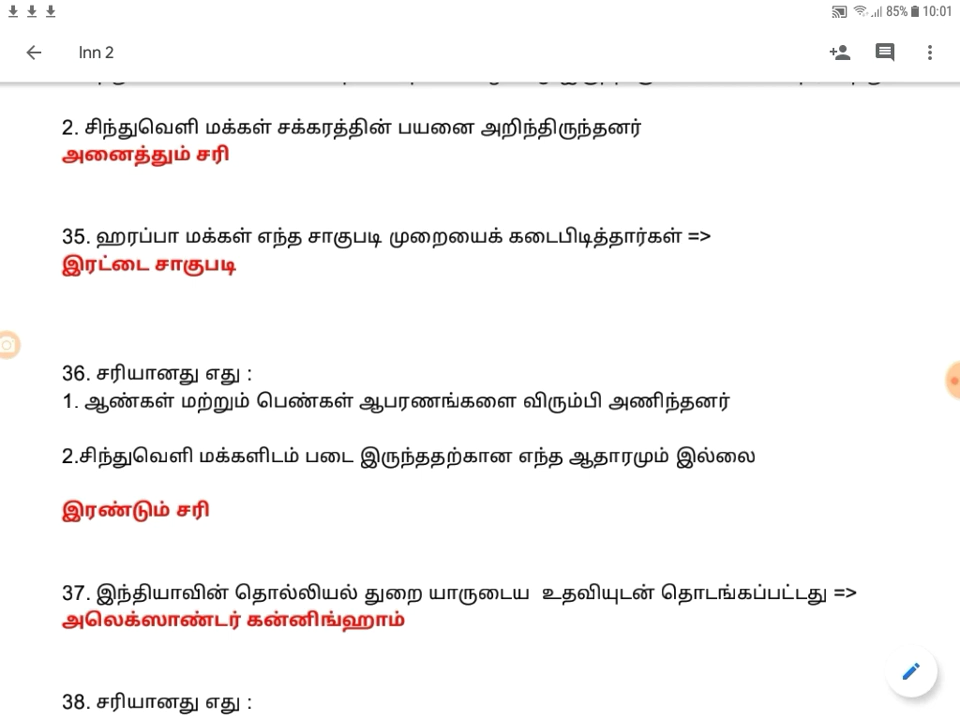 85% 10:01
Inn 2
2. சிந்துவெளி மக்கள் சக்கரத்தின் பயனை அறிந்திருந்தனர்
அனைத்தும் சரி
35. ஹரப்பா மக்கள் எந்த சாகுபடி முறையைக் கடைபிடித்தார்கள் =>
இரட்டை சாகுபடி
36. சரியானது எது :
1. ஆண்கள் மற்றும் பெண்கள் ஆபரணங்களை விரும்பி அணிந்தனர்
2.சிந்துவெளி மக்களிடம் படை இருந்ததற்கான எந்த ஆதாரமும் இல்லை
இரண்டும் சரி
37. இந்தியாவின் தொல்லியல் துறை யாருடைய உதவியுடன் தொடங்கப்பட்டது =>
அலெக்ஸாண்டர் கன்னிங்ஹாம்
38. சரியானது எது :